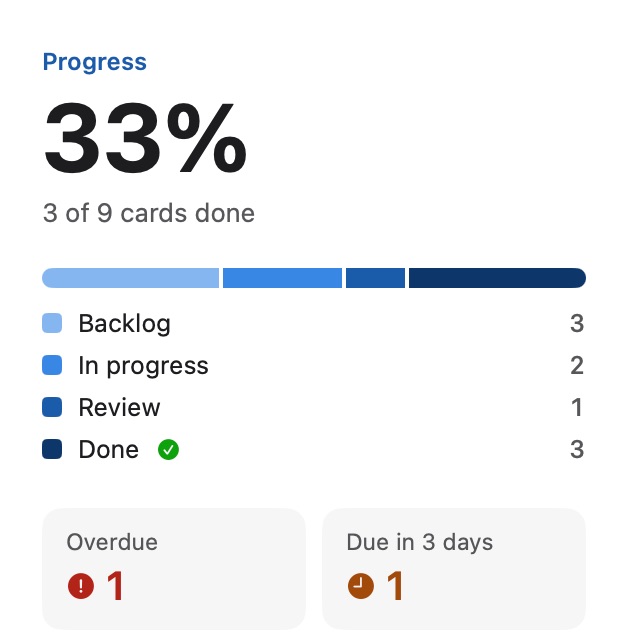 Progress
33%
3 of 9 cards done
Backlog 3
In progress 2
Review 1
Done 3
Overdue
1
Due in 3 days
1